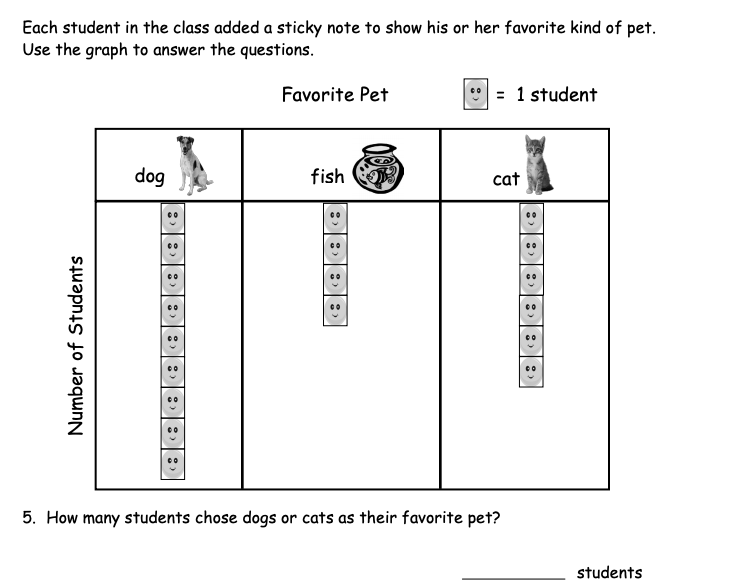 Each student in the class added a sticky note to show his or her favorite kind of pet.
Use the graph to answer the questions.
Favorite Pet
= 1 student
dog
fish
cat
Number of Students
5. How many students chose dogs or cats as their favorite pet?
__________ students